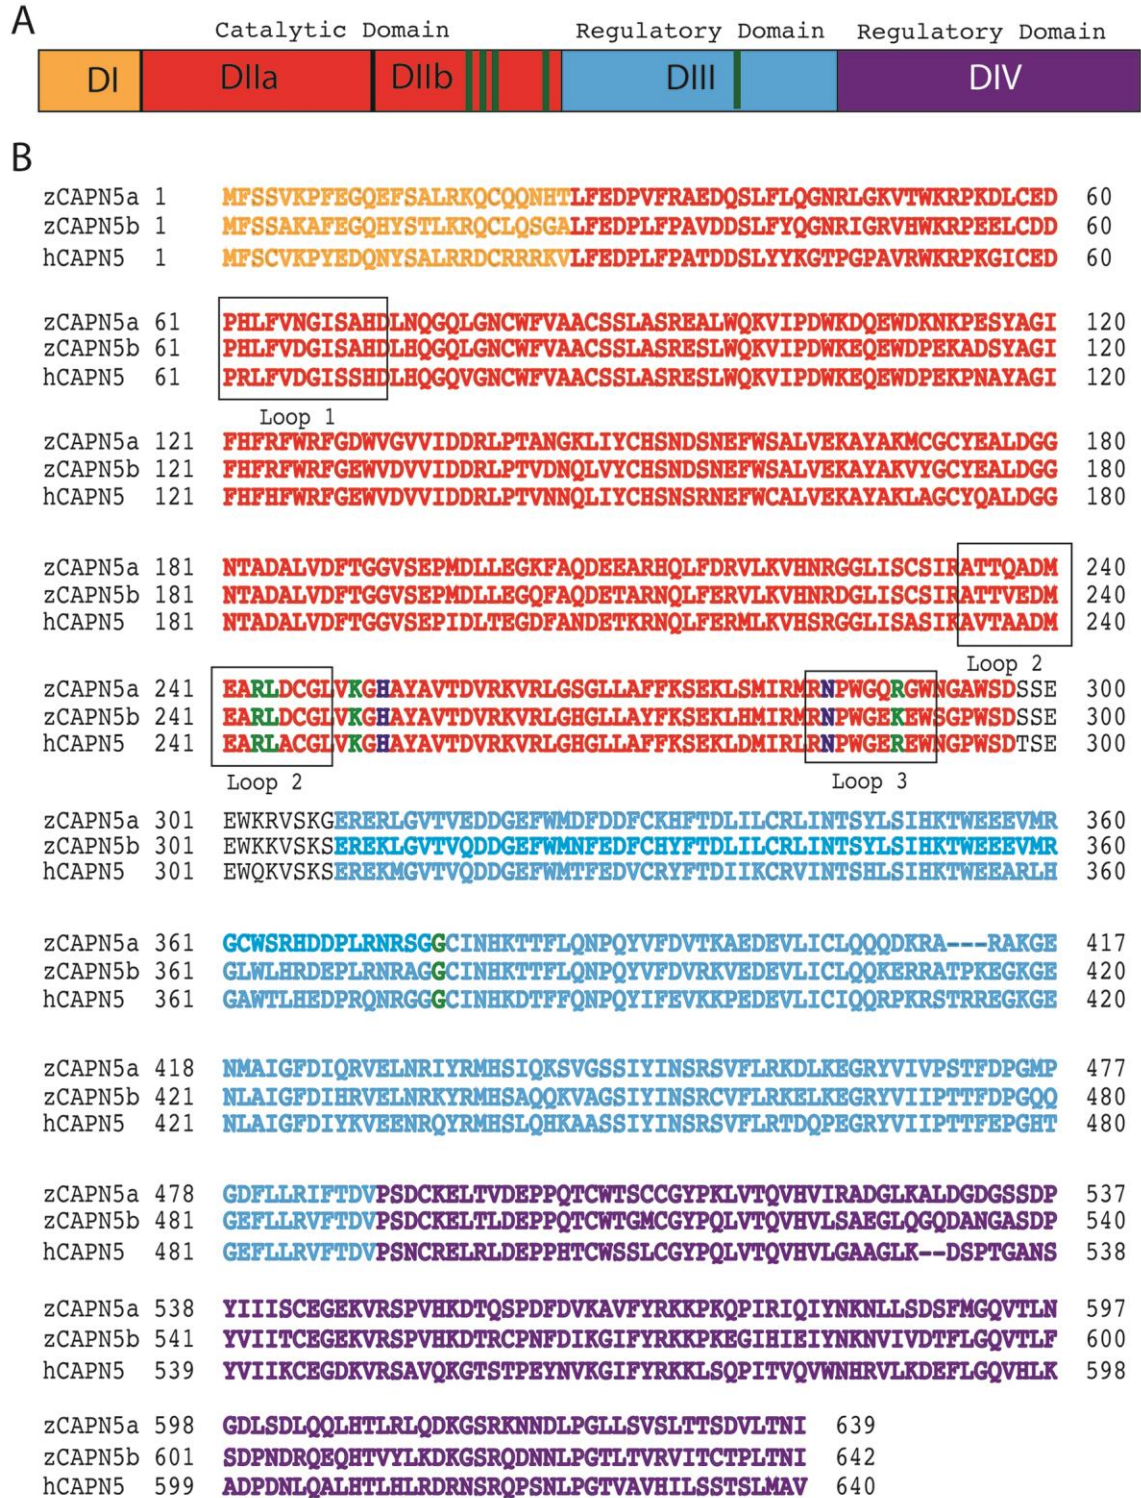 A
Catalytic Domain Regulatory Domain Regulatory Domain
DI DIIa DIIb DIII DIV
B
zCAPN5a 1 MFSSVKPFEGQEFSALRKQCQQNHTLFEDPVFRAEDQSLFLQGNRLGKVTWKRPKDLCED 60
zCAPN5b 1 MFSSAKAFEGQHYSTLKRQCLQSGALFEDPLFPAVDDSLFYQGNRIGRVHWKRPEELCDD 60
hCAPN5 1 MFSCVKPYEDQNYSALRRDCRRRKVLFEDPLFPATDDSLYYKGTPGPAVRWKRPKGICED 60
zCAPN5a 61 PHLFVNGISAHDLNQGQLGNCWFVAACSSLASREALWQKVIPDWKDQEWDKNKPESYAGI 120
zCAPN5b 61 PHLFVDGISAHDLHQGQLGNCWFVAACSSLASRESLWQKVIPDWKEQEWDPEKADSYAGI 120
hCAPN5 61 PRLFVDGISSHDLHQGQVGNCWFVAACSSLASRESLWQKVIPDWKEQEWDPEKPNAYAGI 120
Loop 1
zCAPN5a 121 FHFRFWRFGDWVGVVIDDRLPTANGKLIYCHSNDSNEFWSALVEKAYAKMCGCYEALDGG 180
zCAPN5b 121 FHFRFWRFGEWVDVVIDDRLPTVDNQLVYCHSNDSNEFWSALVEKAYAKVYGCYEALDGG 180
hCAPN5 121 FHFHFWRFGEWVDVVIDDRLPTVNNQLIYCHSNSRNEFWCALVEKAYAKLAGCYQALDGG 180
zCAPN5a 181 NTADALVDFTGGVSEPMDLLEGKFAQDEEARHQLFDRVLKVHNRGGLISCSIRATTQADM 240
zCAPN5b 181 NTADALVDFTGGVSEPMDLLEGQFAQDETARNQLFERVLKVHNRDGLISCSIRATTVEDM 240
hCAPN5 181 NTADALVDFTGGVSEPIDLTEGDFANDETKRNQLFERMLKVHSRGGLISASIKAVTAADM 240
Loop 2
zCAPN5a 241 EARLDCGLVKGHAYAVTDVRKVRLGSGLLAFFKSEKLSMIRMRNPWGQRGWNGAWSDSSE 300
zCAPN5b 241 EARLDCGLVKGHAYAVTDVRKVRLGHGLLAYFKSEKLHMIRMRNPWGEKEWSGPWSDSSE 300
hCAPN5 241 EARLACGLVKGHAYAVTDVRKVRLGHGLLAFFKSEKLDMIRLRNPWGEREWNGPWSDTSE 300
Loop 2 Loop 3
zCAPN5a 301 EWKRVSKGERERLGVTVEDDGEFWMDFDDFCKHFTDLILCRLINTSYLSIHKTWEEEVMR 360
zCAPN5b 301 EWKKVSKSEREKLGVTVQDDGEFWMNFEDFCHYFTDLILCRLINTSYLSIHKTWEEEVMR 360
hCAPN5 301 EWQKVSKSEREKMGVTVQDDGEFWMTFEDVCRYFTDIIKCRVINTSHLSIHKTWEEARLH 360
zCAPN5a 361 GCWSRHDDPLRNRSGGCINHKTTFLQNPQYVFDVTKAEDEVLICLQQQDKRA---RAKGE 417
zCAPN5b 361 GLWLHRDEPLRNRAGGCINHKTTFLQNPQYVFDVRKVEDEVLICLQQKERRATPKEGKGE 420
hCAPN5 361 GAWTLHEDPRQNRGGGCINHKDTFFQNPQYIFEVKKPEDEVLICIQQRPKRSTRREGKGE 420
zCAPN5a 418 NMAIGFDIQRVELNRIYRMHSIQKSVGSSIYINSRSVFLRKDLKEGRYVIVPSTFDPGMP 477
zCAPN5b 421 NLAIGFDIHRVELNRKYRMHSAQQKVAGSIYINSRCVFLRKELKEGRYVIIPTTFDPGQQ 480
hCAPN5 421 NLAIGFDIYKVEENRQYRMHSLQHKAASSIYINSRSVFLRTDQPEGRYVIIPTTFEPGHT 480
zCAPN5a 478 GDFLLRIFTDVPSDCKELTVDEPPQTCWTSCCGYPKLVTQVHVIRADGLKALDGDGSSDP 537
zCAPN5b 481 GEFLLRVFTDVPSDCKELTLDEPPQTCWTGMCGYPQLVTQVHVLSAEGLQGQDANGASDP 540
hCAPN5 481 GEFLLRVFTDVPSNCRELRLDEPPHTCWSSLCGYPQLVTQVHVLGAAGLK--DSPTGANS 538
zCAPN5a 538 YIIISCEGEKVRSPVHKDTQSPDFDVKAVFYRKKPKQPIRIQIYNKNLLSDSFMGQVTLN 597
zCAPN5b 541 YVIITCEGEKVRSPVHKDTRCPNFDIKGIFYRKKPKEGIHIEIYNKNVIVDTFLGQVTLF 600
hCAPN5 539 YVIIKCEGDKVRSAVQKGTSTPEYNVKGIFYRKKLSQPITVQVWNHRVLKDEFLGQVHLK 598
zCAPN5a 598 GDLSDLQQLHTLRLQDKGSRKNNDLPGLLSVSLTTSDVLTNI 639
zCAPN5b 601 SDPNDRQEQHTVYLKDKGSRQDNNLPGTLTVRVITCTPLTNI 642
hCAPN5 599 ADPDNLQALHTLHLRDRNSRQPSNLPGTVAVHILSSTSLMAV 640